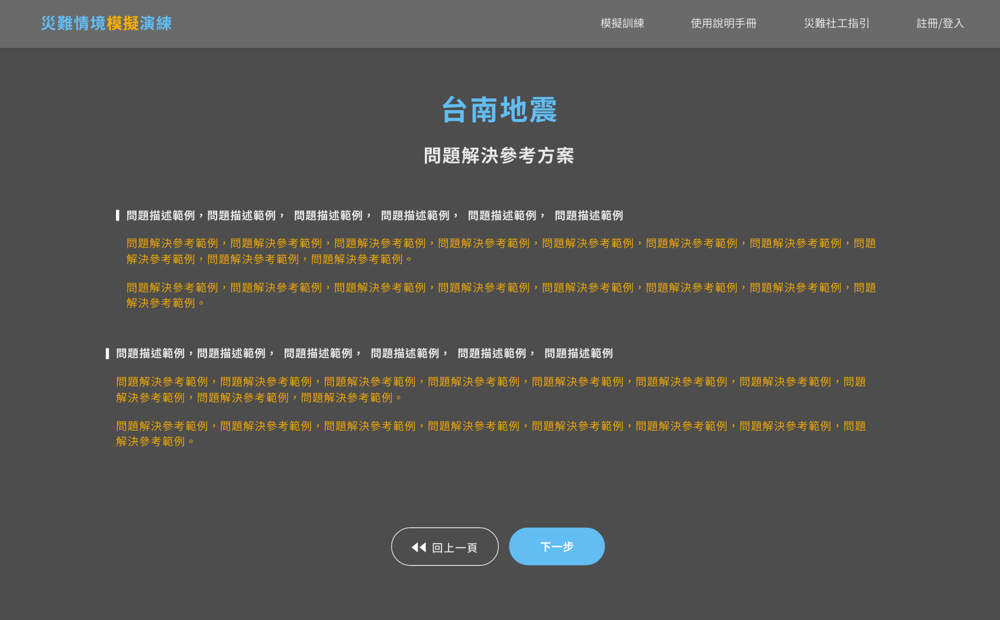 災難情境模擬演練
模擬訓練
使用說明手冊
災難社工指引
註冊/登入
台南地震
問題解決參考方案
問題描述範例，問題描述範例， 問題描述範例， 問題描述範例， 問題描述範例， 問題描述範例
問題解決參考範例，問題解決參考範例，問題解決參考範例，問題解決參考範例，問題解決參考範例，問題解決參考範例，問題解決參考範例，問題
解決參考範例，問題解決參考範例，問題解決參考範例。
問題解決參考範例，問題解決參考範例，問題解決參考範例，問題解決參考範例，問題解決參考範例，問題解決參考範例，問題解決參考範例，問題
解決參考範例。
問題描述範例，問題描述範例， 問題描述範例， 問題描述範例， 問題描述範例， 問題描述範例
問題解決參考範例，問題解決參考範例，問題解決參考範例，問題解決參考範例，問題解決參考範例，問題解決參考範例，問題解決參考範例，問題
解決參考範例，問題解決參考範例，問題解決參考範例。
問題解決參考範例，問題解決參考範例，問題解決參考範例，問題解決參考範例，問題解決參考範例，問題解決參考範例，問題解決參考範例，問題
解決參考範例。
回上一頁
下一步